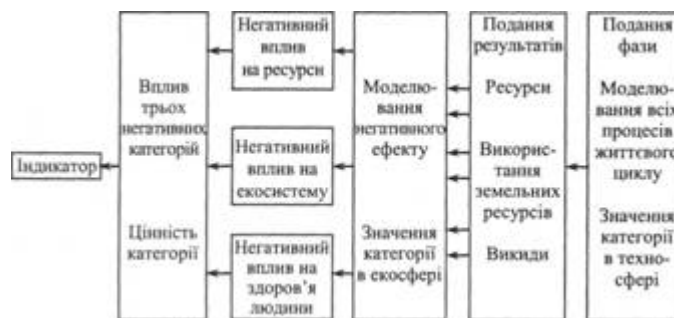 Індикатор
Вплив
трьох
негативних
категорій
Цінність
категорії
Негативний
вплив
на ресурси
Негативний
вплив на
екосистему
Негативний
вплив на
здоров'я
людини
Моделю-
вання
негативного
ефекту
Значення
категорії
в екосфері
Подання
результатів
Ресурси
Викорис-
тання
земельних
ресурсів
Викиди
Подання
фази
Моделю-
вання всіх
процесів
життєвого
циклу
Значення
категорії
в техно-
сфері